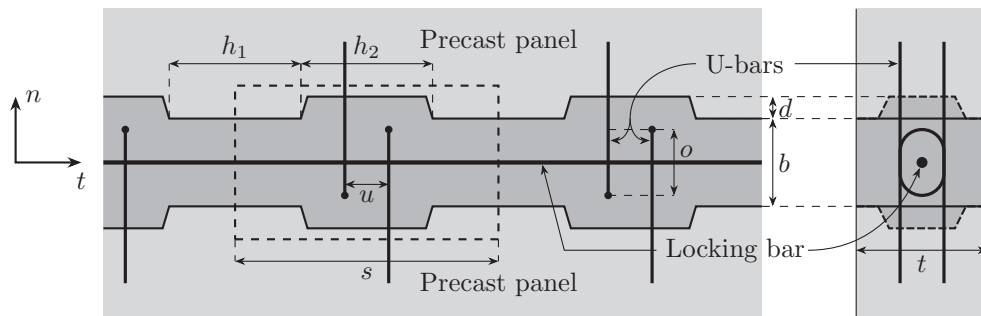 Precast panel
h₁
h₂
U-bars
n
d
o
b
t
u
Locking bar
s
t
Precast panel